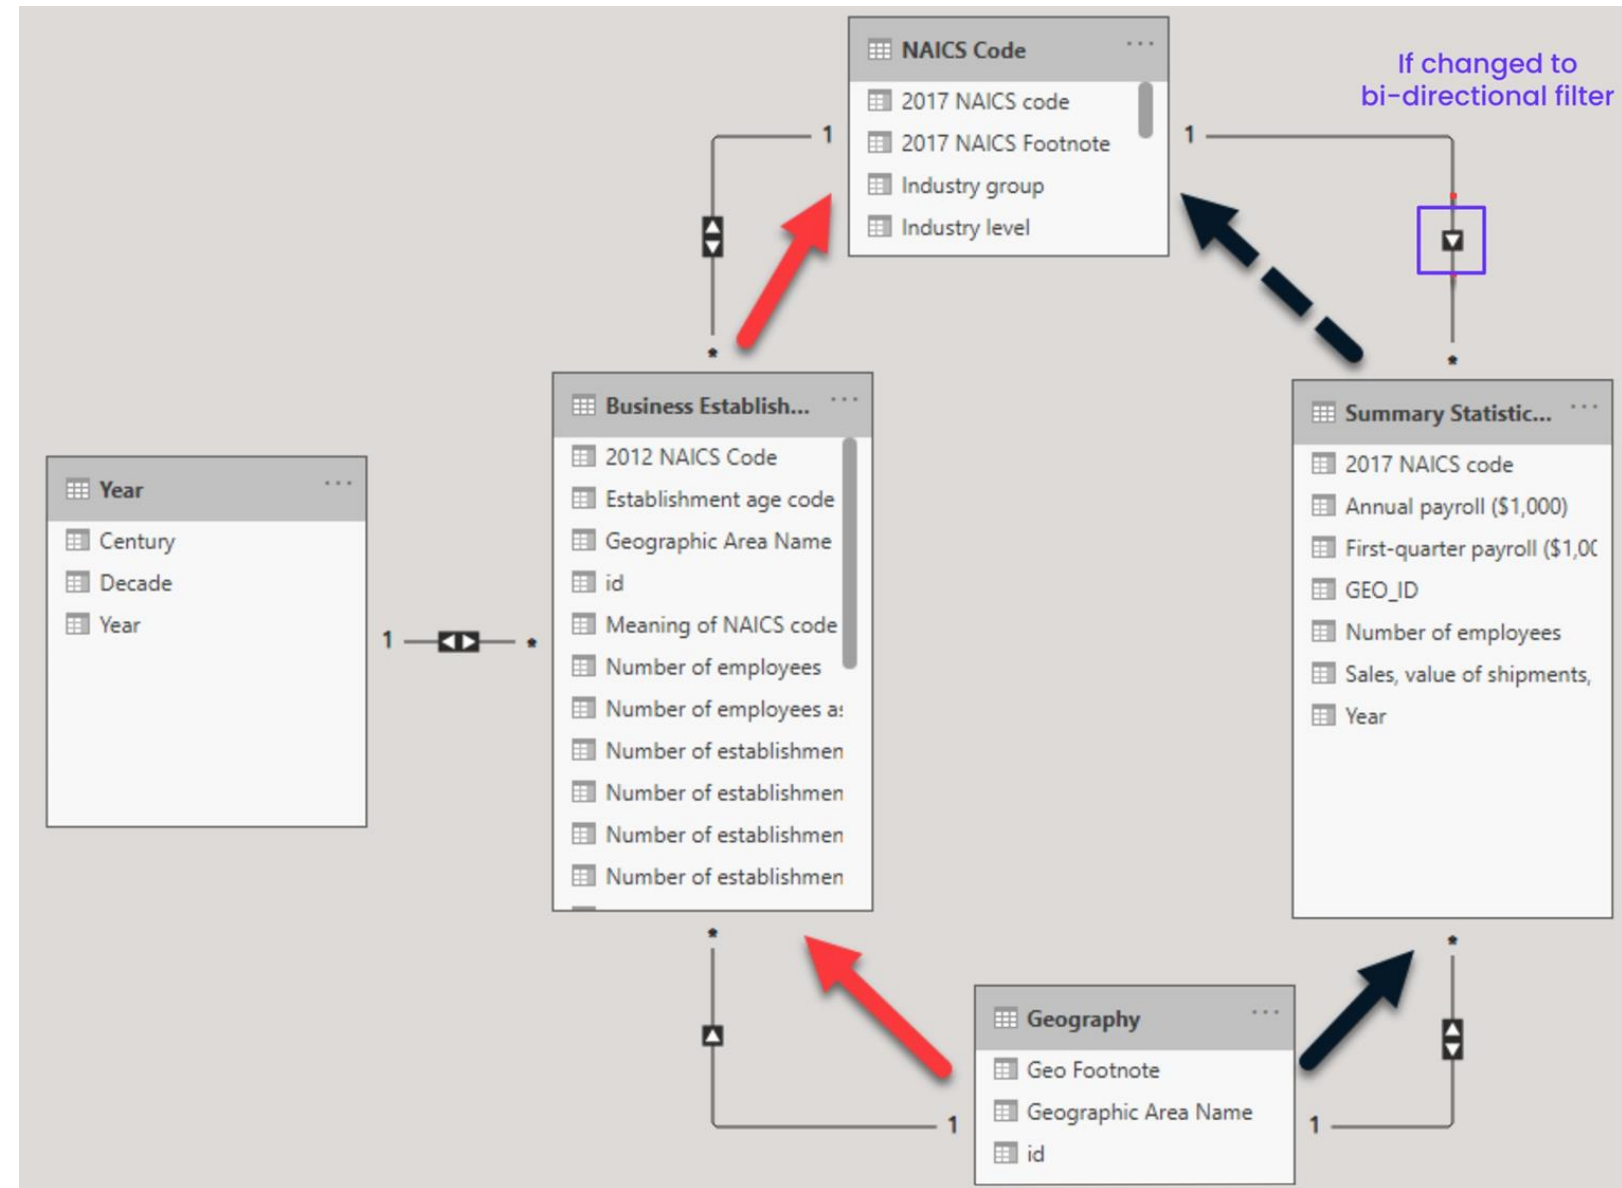 NAICS Code
2017 NAICS code
2017 NAICS Footnote
Industry group
Industry level
If changed to
bi-directional filter
1
1
*
*
Business Establish...
2012 NAICS Code
Establishment age code
Geographic Area Name
id
Meaning of NAICS code
Number of employees
Number of employees as
Number of establishmen
Number of establishmen
Number of establishmen
Number of establishmen
Summary Statistic...
2017 NAICS code
Annual payroll ($1,000)
First-quarter payroll ($1,00
GEO_ID
Number of employees
Sales, value of shipments,
Year
Year
Century
Decade
Year
1
*
*
*
Geography
Geo Footnote
Geographic Area Name
id
1
1